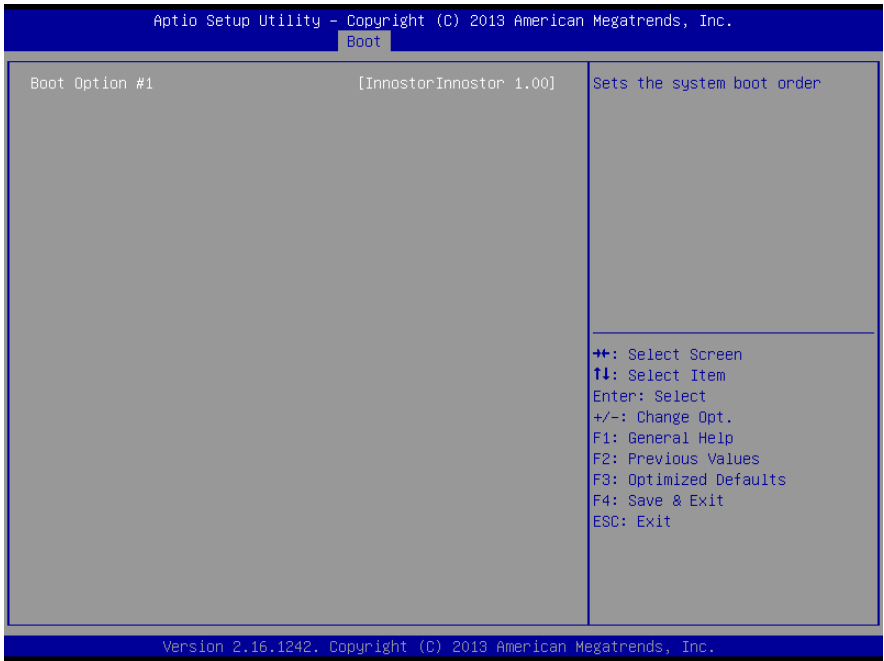 Aptio Setup Utility – Copyright (C) 2013 American Megatrends, Inc.
Boot
Boot Option #1 [InnostorInnostor 1.00]
Sets the system boot order
→←: Select Screen
↑↓: Select Item
Enter: Select
+/-: Change Opt.
F1: General Help
F2: Previous Values
F3: Optimized Defaults
F4: Save & Exit
ESC: Exit
Version 2.16.1242. Copyright (C) 2013 American Megatrends, Inc.